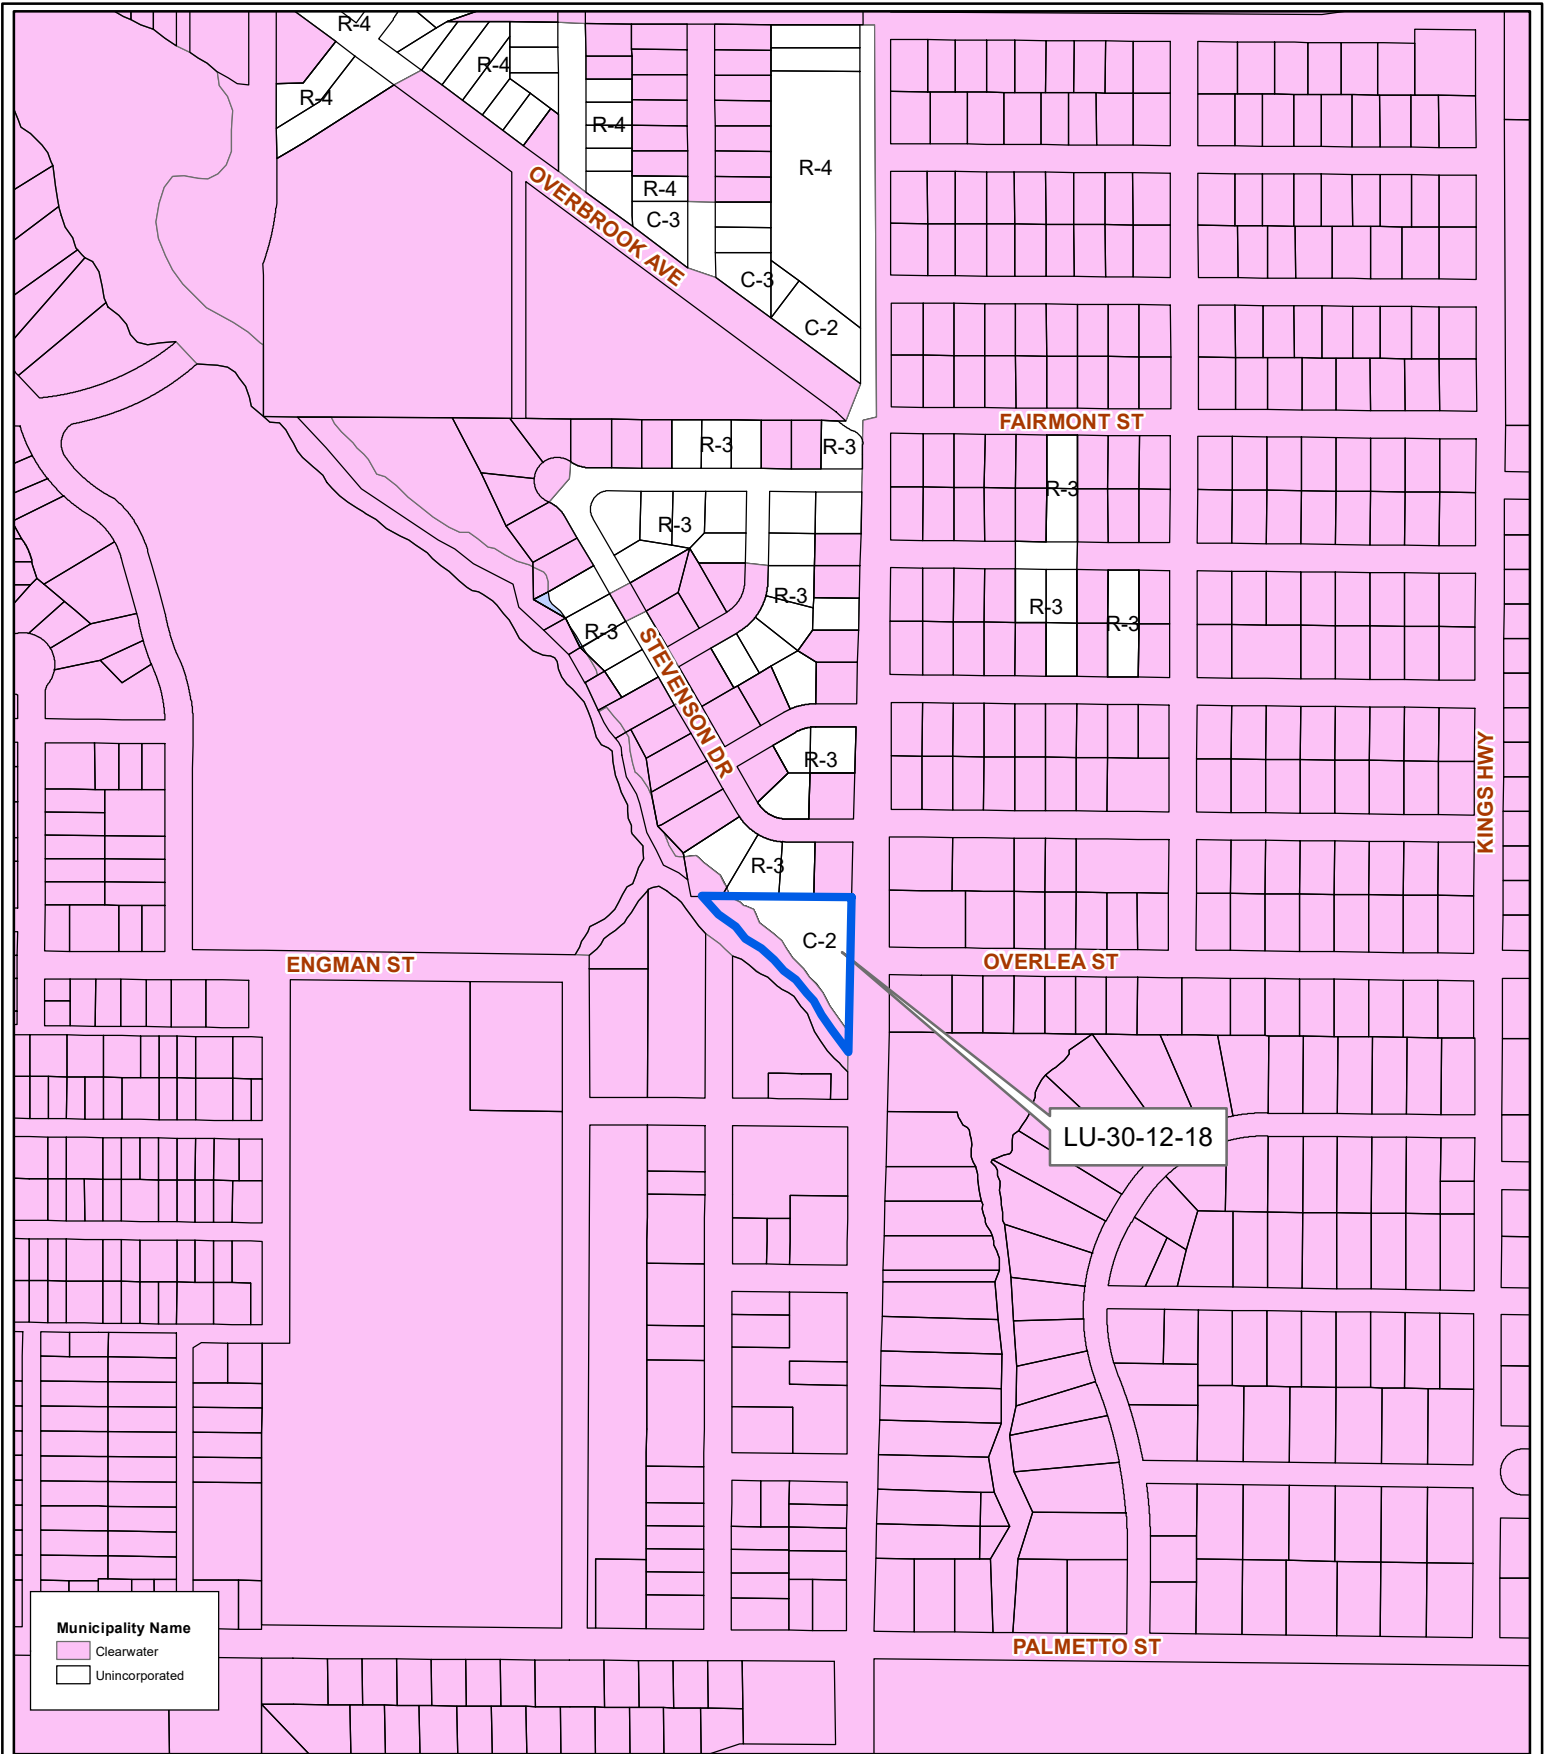 R-4
R-4
R-4
R-4
R-4
R-4
C-3
OVERBROOK AVE
C-3
C-2
FAIRMONT ST
R-3
R-3
R-3
R-3
R-3
R-3
R-3
R-3
STEVENSON DR
R-3
KINGS HWY
R-3
C-2
ENGMAN ST
OVERLEA ST
LU-30-12-18
Municipality Name
Clearwater
Unincorporated
PALMETTO ST